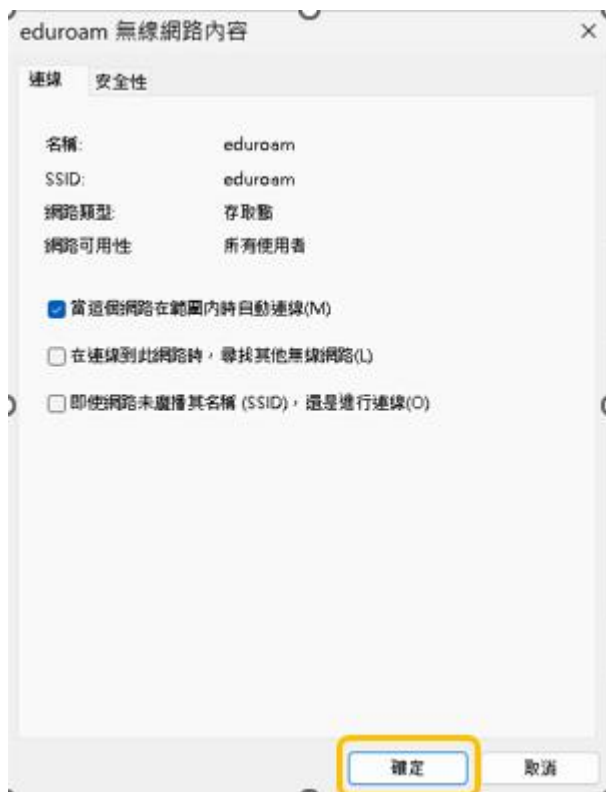 eduroam 無線網路內容
連線 安全性
名稱: eduroam
SSID: eduroam
網路類型: 存取點
網路可用性: 所有使用者
當這個網路在範圍內時自動連線(M)
在連線到此網路時，尋找其他無線網路(L)
即使網路未廣播其名稱 (SSID)，還是進行連線(O)
確定 取消